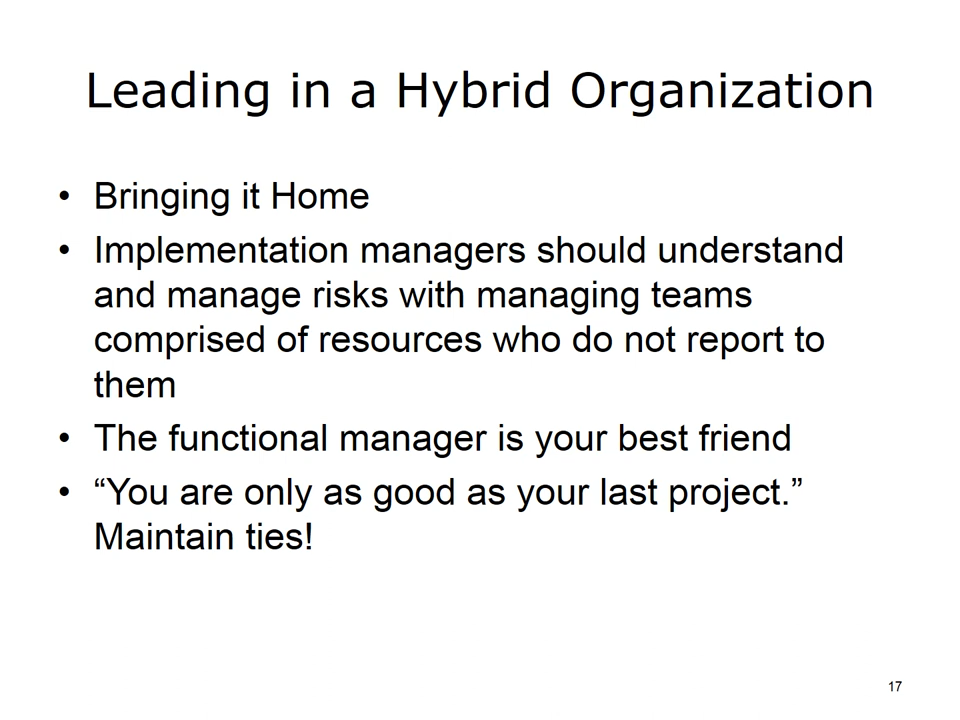 Leading in a Hybrid Organization
• Bringing it Home
• Implementation managers should understand
and manage risks with managing teams
comprised of resources who do not report to
them
• The functional manager is your best friend
• “You are only as good as your last project.”
Maintain ties!
17